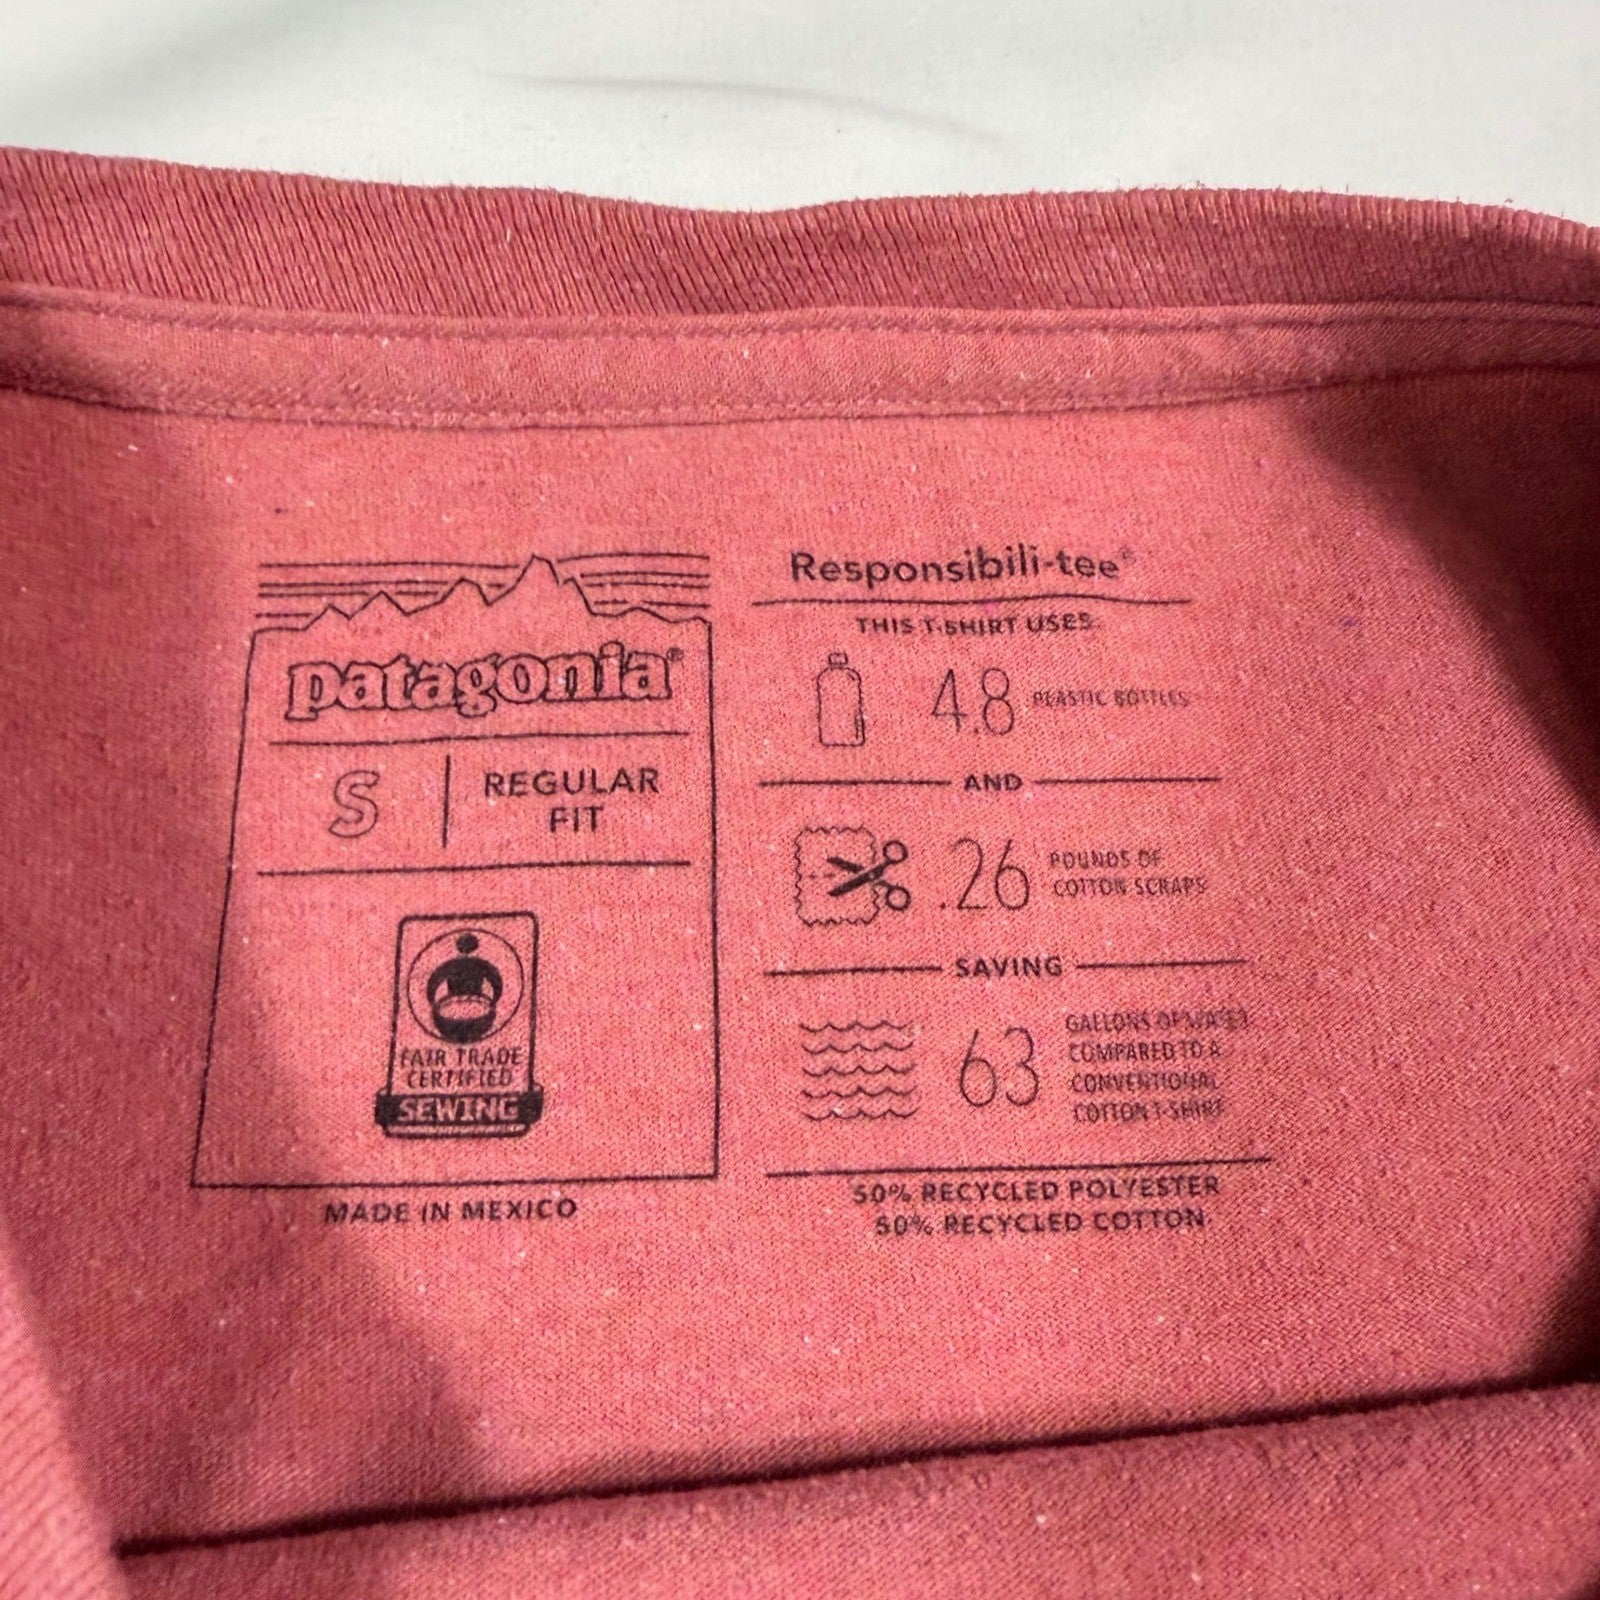 patagonia®
S
REGULAR
FIT
FAIR TRADE
CERTIFIED
SEWING
MADE IN MEXICO
Responsibili-tee®
THIS T-SHIRT USES
4.8 PLASTIC BOTTLES
AND
.26 POUNDS OF
COTTON SCRAPS
SAVING
63 GALLONS OF WATER
COMPARED TO A
CONVENTIONAL
COTTON T-SHIRT
50% RECYCLED POLYESTER
50% RECYCLED COTTON